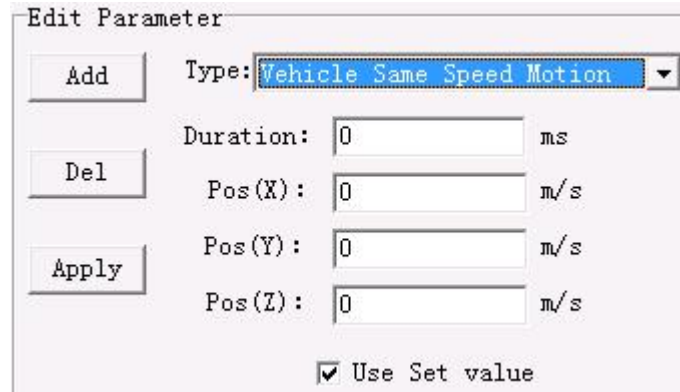 Edit Parameter
Add
Type: Vehicle Same Speed Motion
Duration: 0 ms
Del
Pos(X): 0 m/s
Pos(Y): 0 m/s
Apply
Pos(Z): 0 m/s
Use Set value